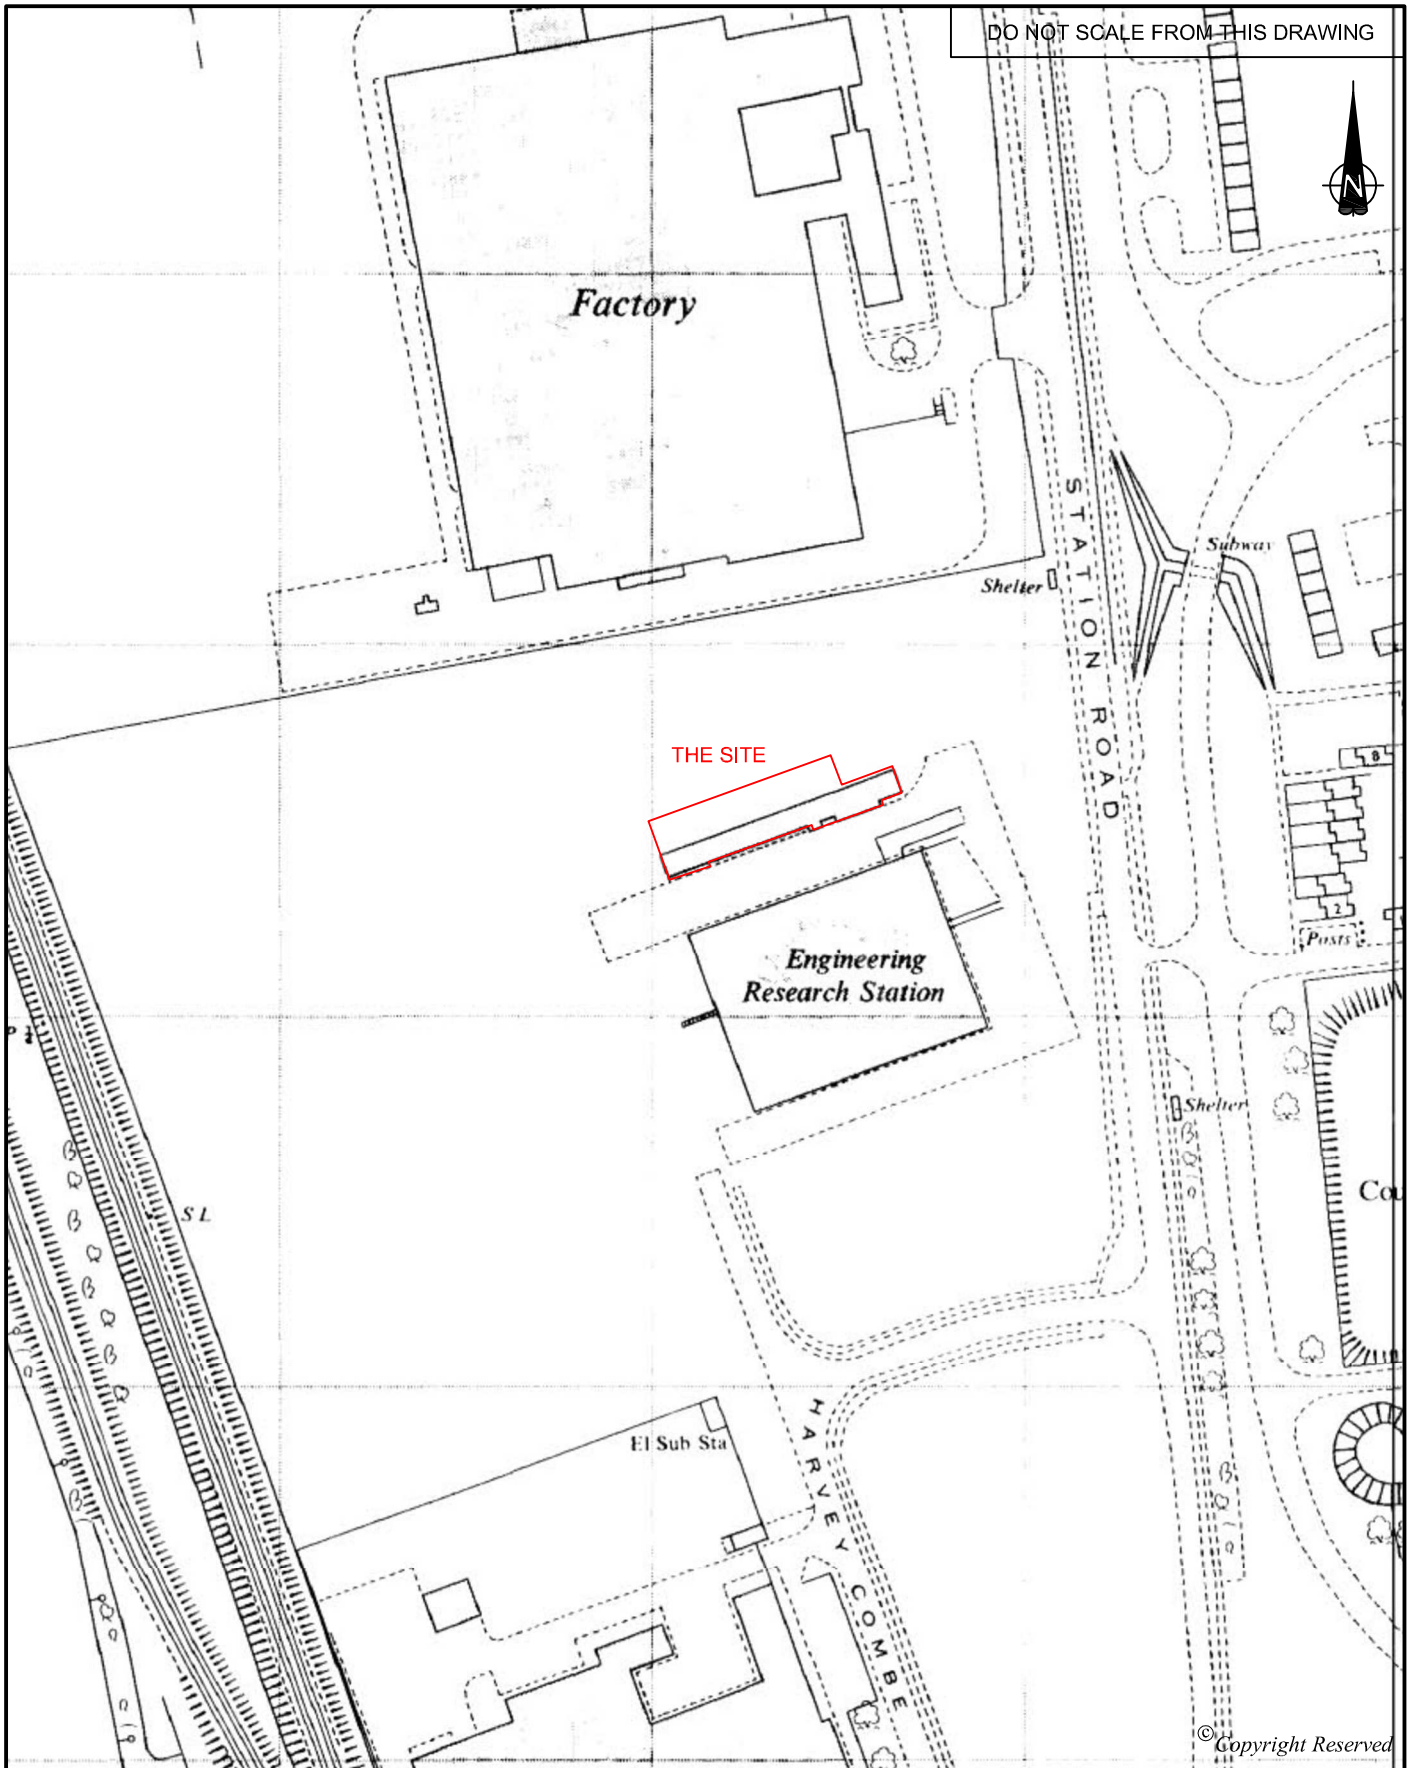 DO NOT SCALE FROM THIS DRAWING
N
Factory
STATION ROAD
Subway
Shelter
THE SITE
8
2
Posts
Engineering
Research Station
Shelter
S L
Cou
El Sub Sta
HARVEY COMBE
© Copyright Reserved